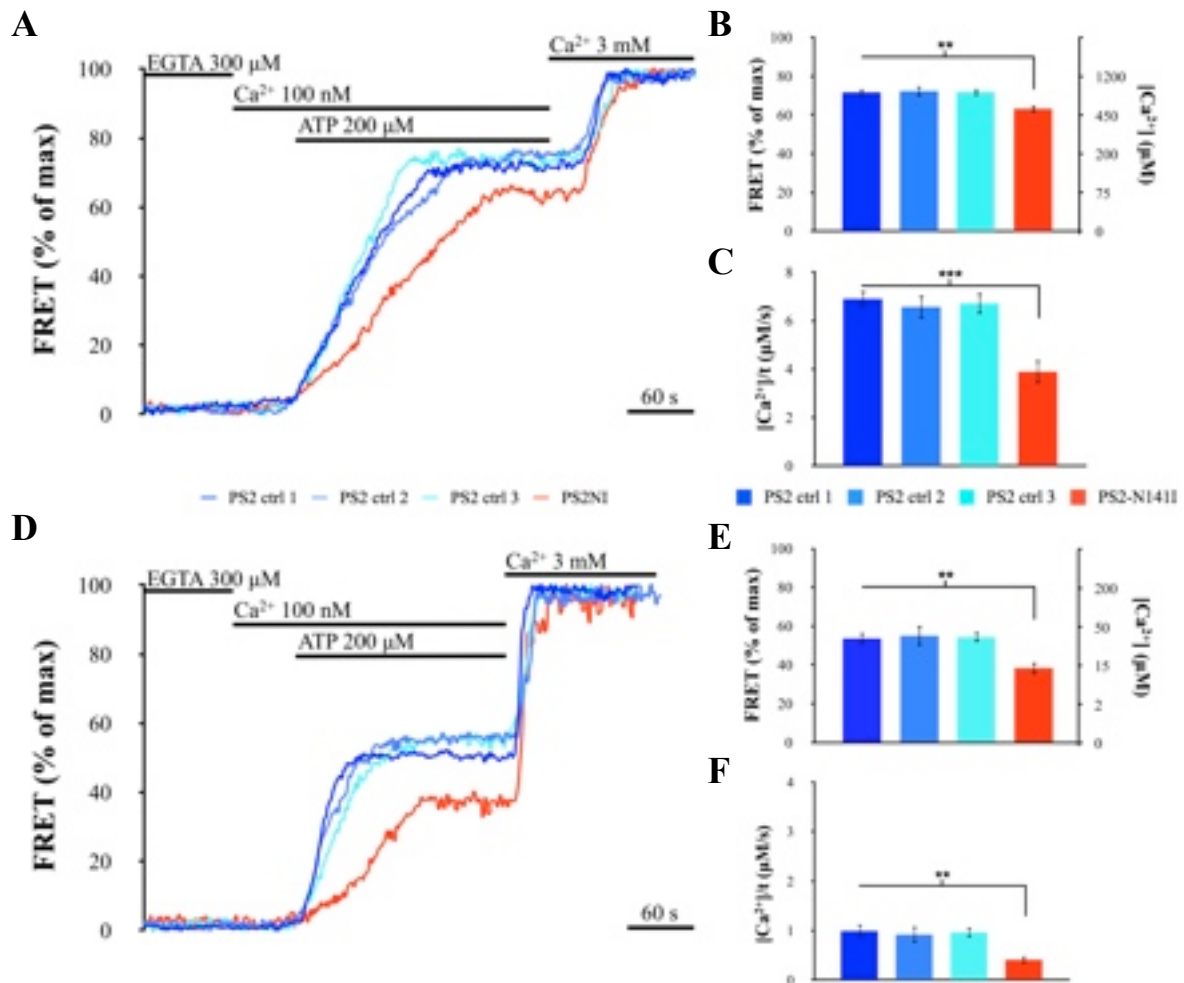 A
EGTA 300 µM
Ca²⁺ 100 nM
ATP 200 µM
Ca²⁺ 3 mM
FRET (% of max)
100
80
60
40
20
0
60 s
PS2 ctrl 1 PS2 ctrl 2 PS2 ctrl 3 PS2NI
B
**
FRET (% of max)
100
80
60
40
20
0
1200
450
200
75
0
[Ca²⁺] (µM)
C
***
[Ca²⁺]/t (µM/s)
8
6
4
2
0
PS2 ctrl 1 PS2 ctrl 2 PS2 ctrl 3 PS2-N141I
D
EGTA 300 µM
Ca²⁺ 100 nM
ATP 200 µM
Ca²⁺ 3 mM
FRET (% of max)
100
80
60
40
20
0
60 s
E
**
FRET (% of max)
100
80
60
40
20
0
200
50
15
2
0
[Ca²⁺] (µM)
F
**
[Ca²⁺]/t (µM/s)
4
3
2
1
0